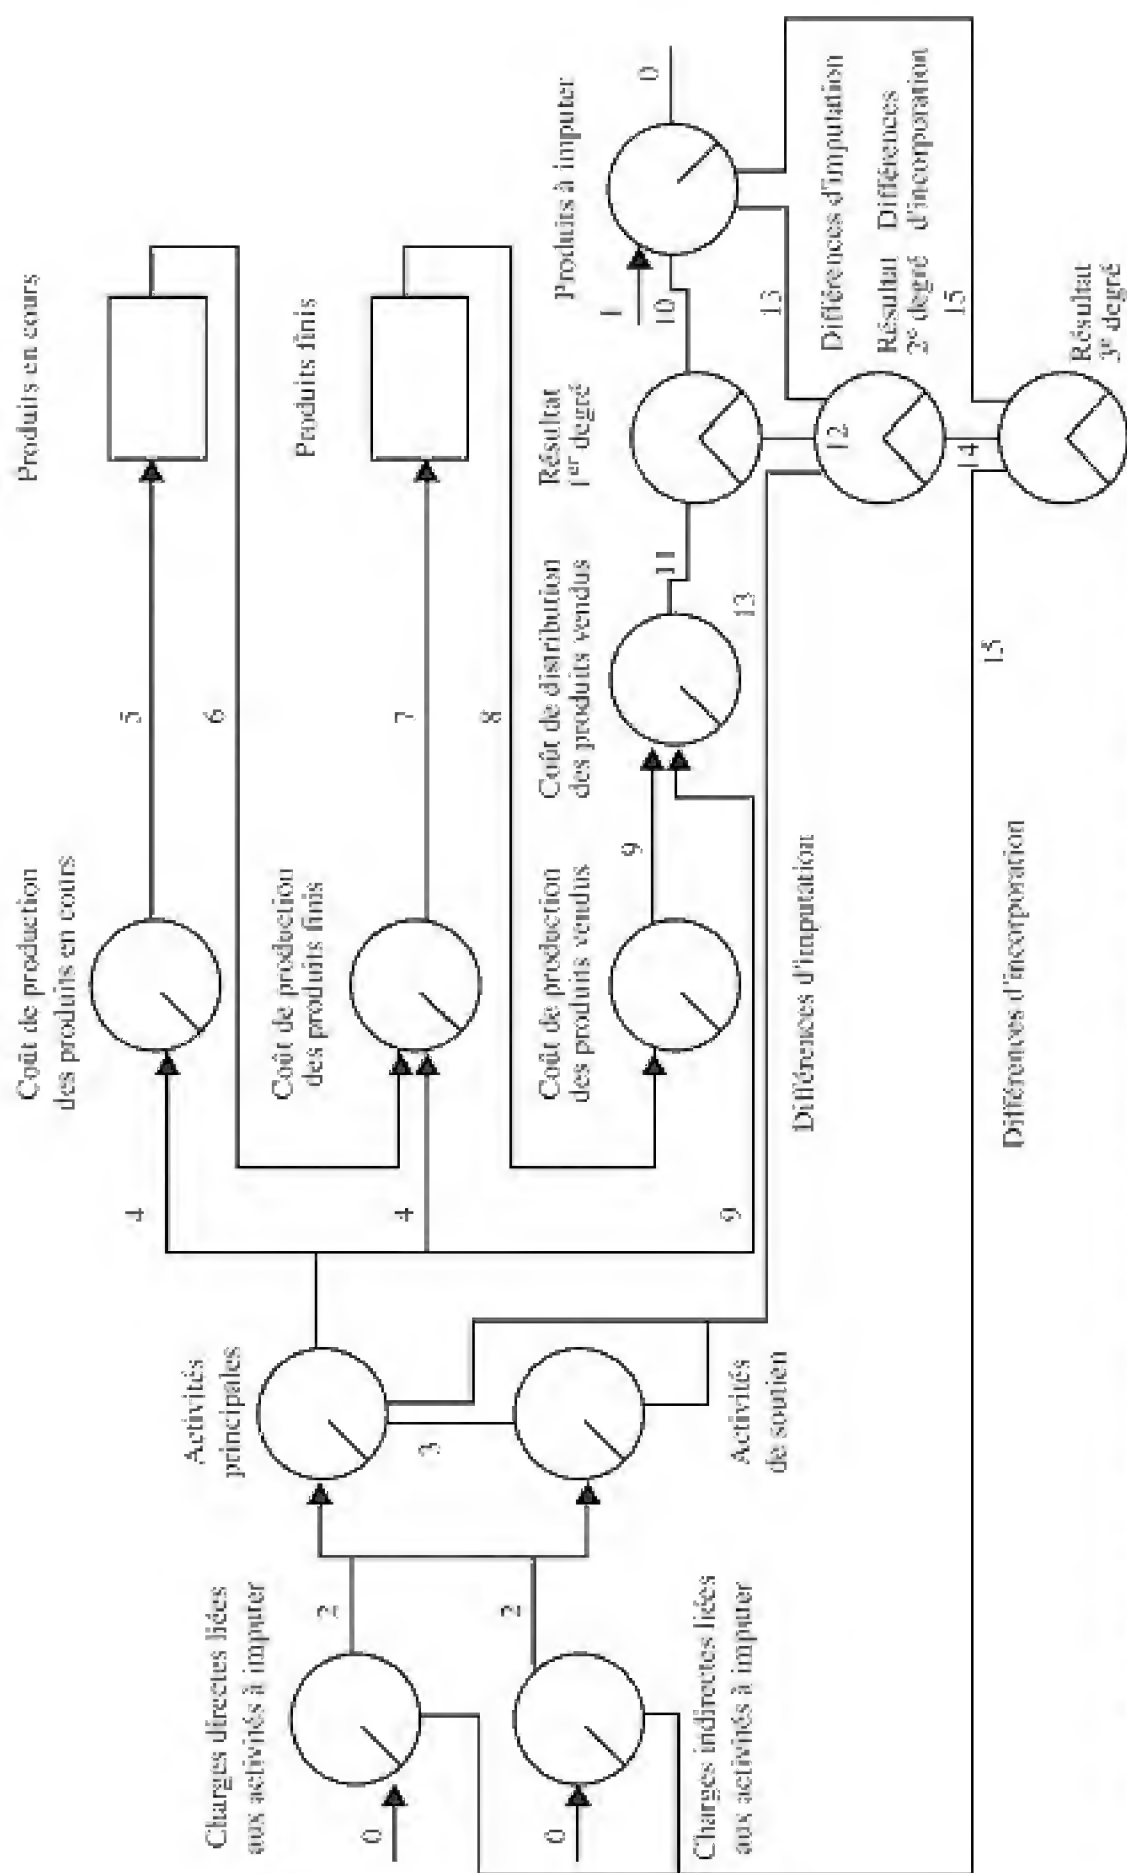 Charges directes liées
aux activités à imputer
0
2
Charges indirectes liées
aux activités à imputer
0
2
Activités
principales
3
Activités
de soutien
4
4
9
Coût de production
des produits en cours
5
6
Produits en cours
Coût de production
des produits finis
7
8
Produits finis
Coût de production
des produits vendus
9
Coût de distribution
des produits vendus
11
13
Résultat
1er degré
10
1
Produits à imputer
0
12
13
Différences d'imputation
Résultat
2e degré
Différences
d'incorporation
15
14
Résultat
3e degré
Différences d'imputation
15
Différences d'incorporation